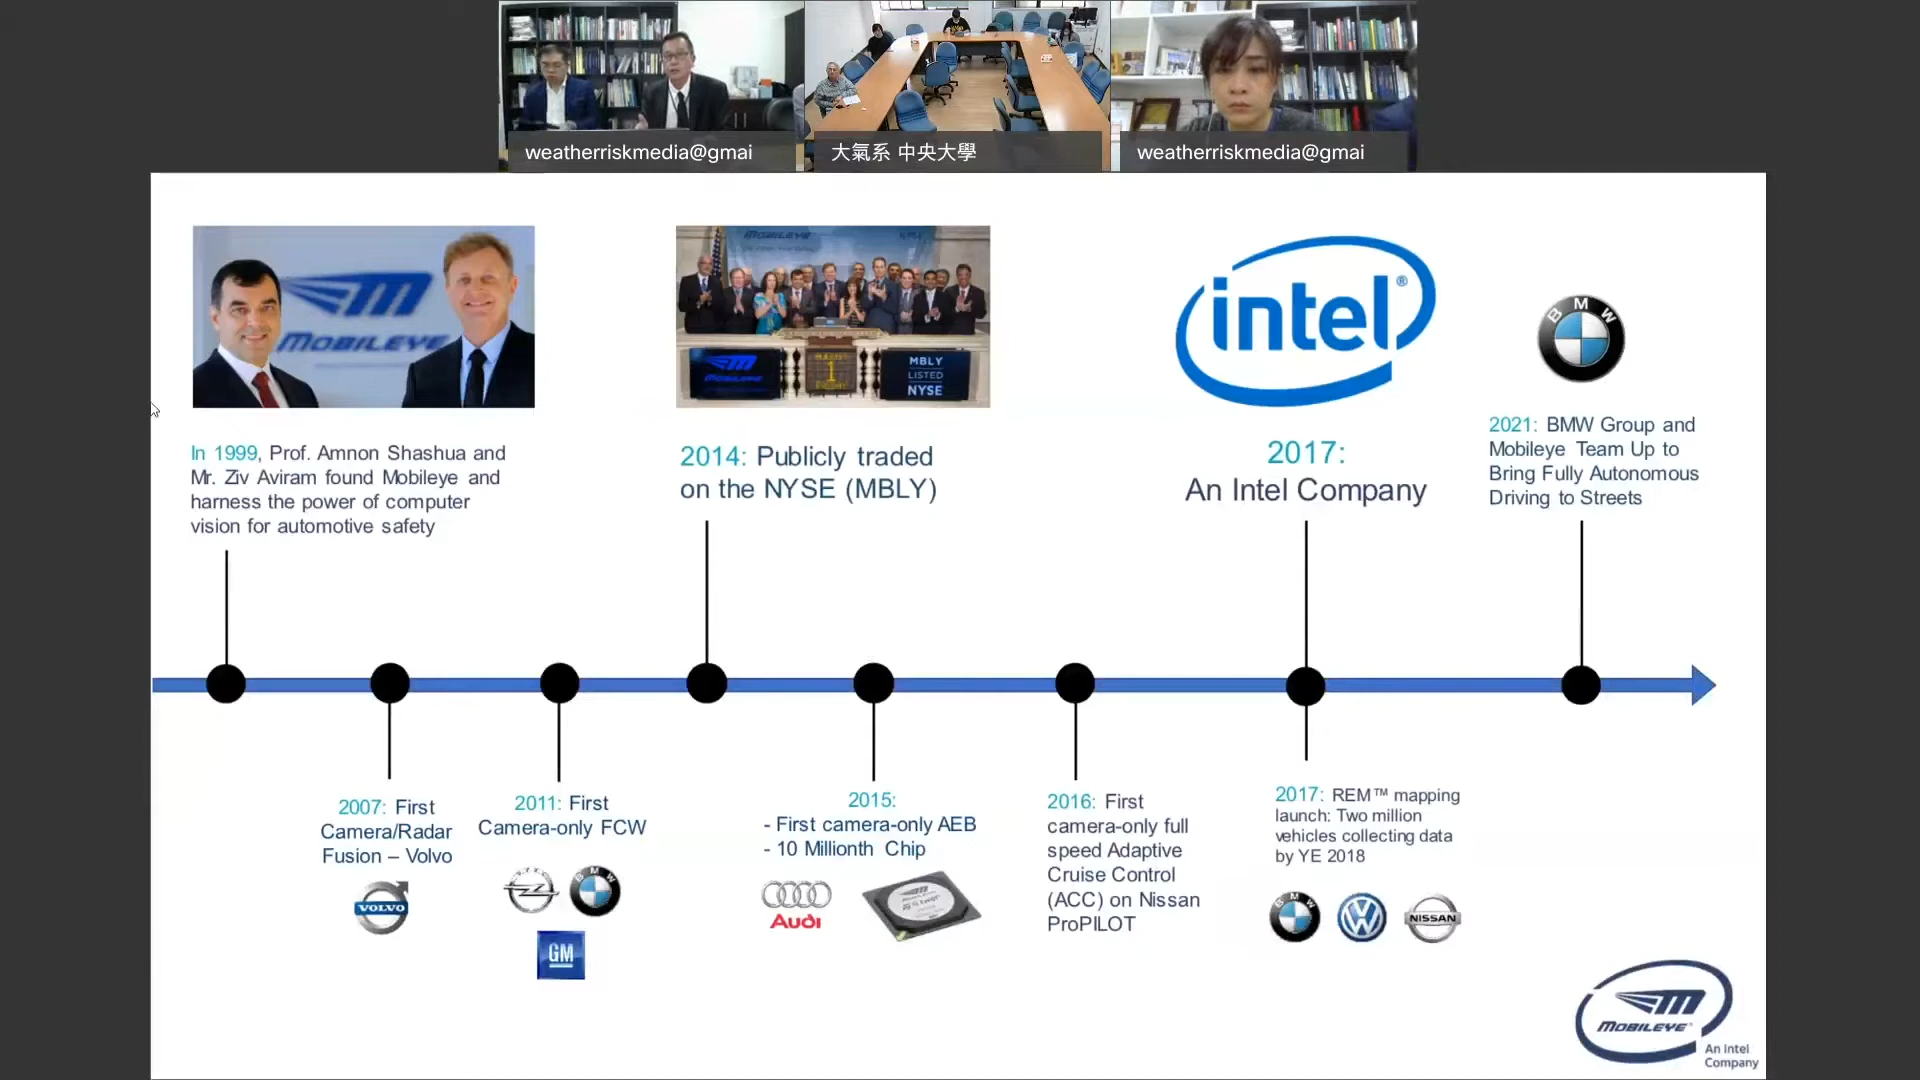 weatherriskmedia@gmai
大氣系 中央大學
weatherriskmedia@gmai
MOBILEYE
MOBILEYE
MBLY
LISTED
NYSE
intel®
BMW
In 1999, Prof. Amnon Shashua and
Mr. Ziv Aviram found Mobileye and
harness the power of computer
vision for automotive safety
2014: Publicly traded
on the NYSE (MBLY)
2017:
An Intel Company
2021: BMW Group and
Mobileye Team Up to
Bring Fully Autonomous
Driving to Streets
2007: First
Camera/Radar
Fusion – Volvo
VOLVO
2011: First
Camera-only FCW
BMW
GM
2015:
- First camera-only AEB
- 10 Millionth Chip
Audi
2016: First
camera-only full
speed Adaptive
Cruise Control
(ACC) on Nissan
ProPILOT
2017: REM™ mapping
launch: Two million
vehicles collecting data
by YE 2018
BMW
NISSAN
MOBILEYE
An Intel
Company